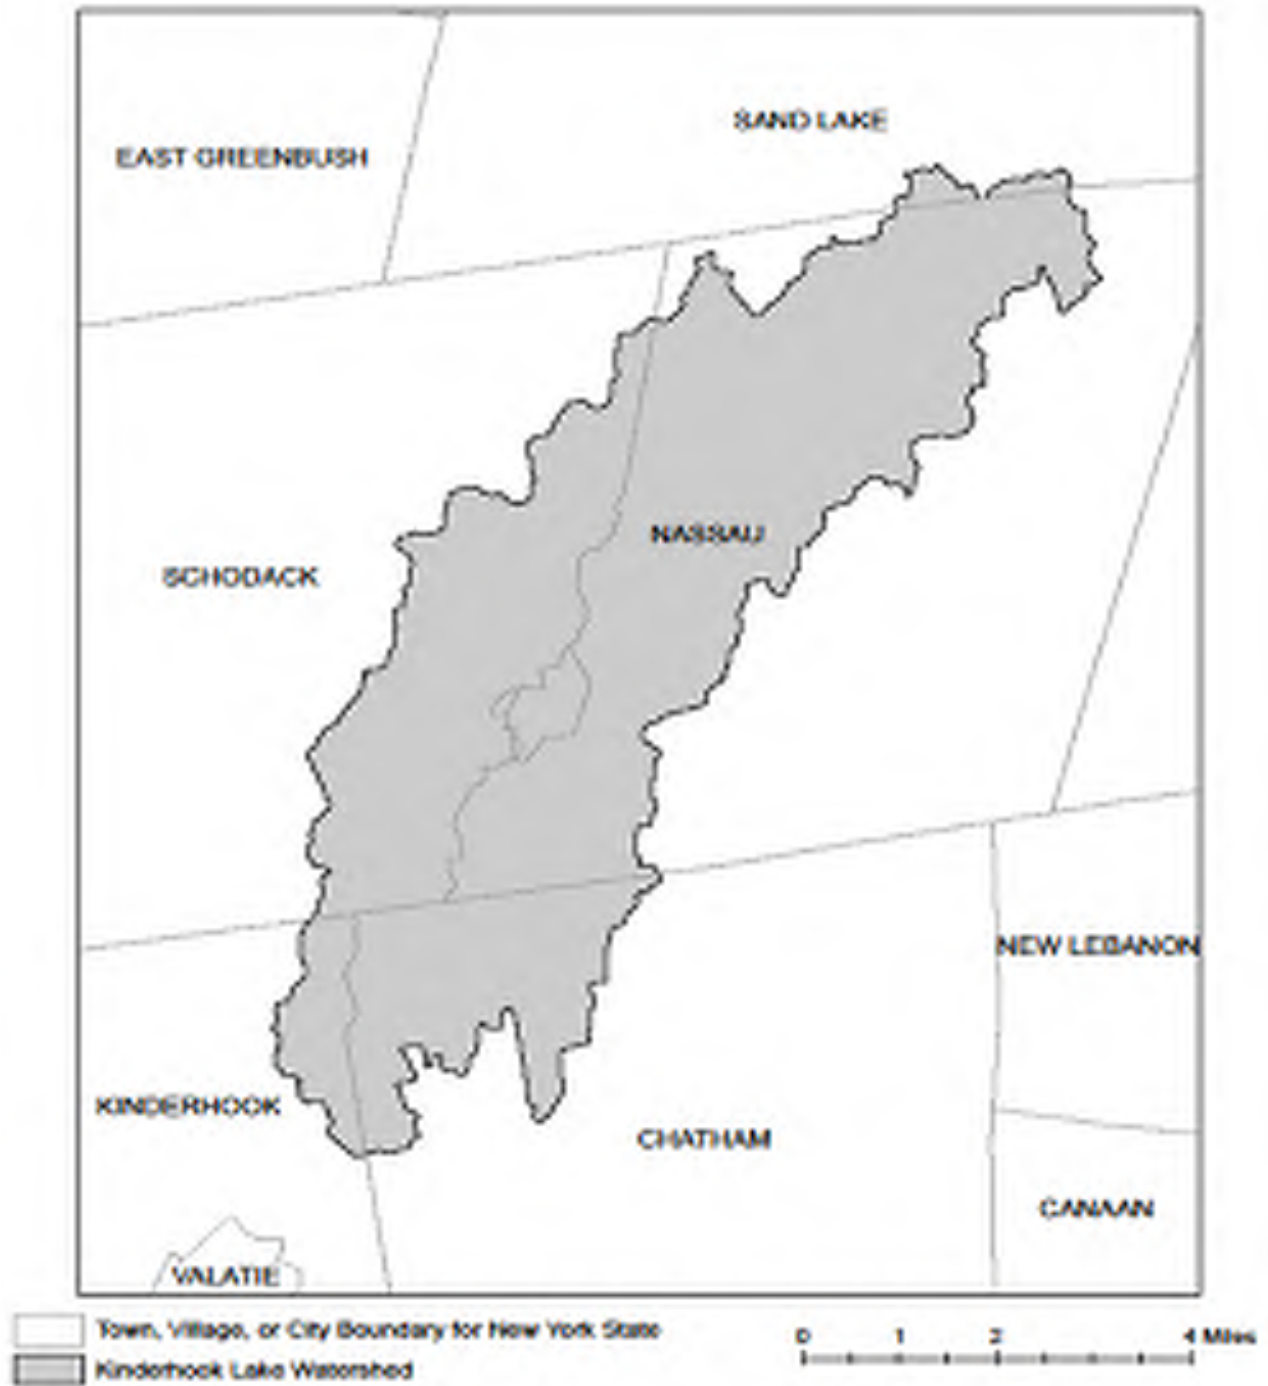 SAND LAKE
EAST GREENBUSH
NASSAU
SCHODACK
NEW LEBANON
KINDERHOOK
CHATHAM
CANAAN
VALATIE
Town, Village, or City Boundary for New York State
Kinderhook Lake Watershed
0 1 2 4 Miles